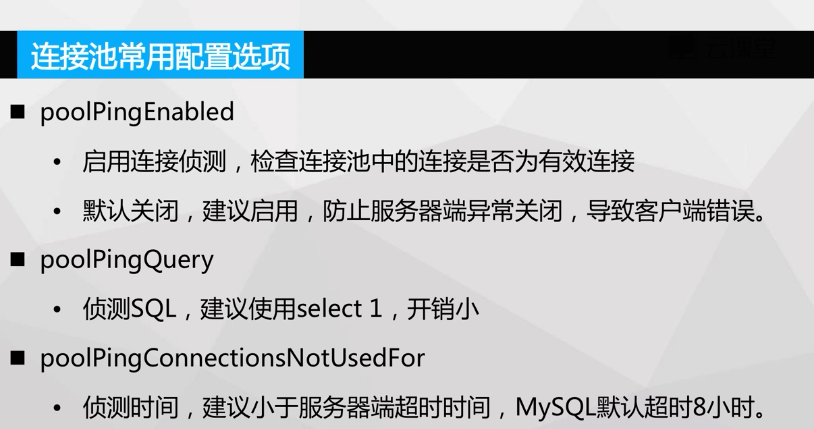 连接池常用配置选项
■ poolPingEnabled
• 启用连接侦测，检查连接池中的连接是否为有效连接
• 默认关闭，建议启用，防止服务器端异常关闭，导致客户端错误。
■ poolPingQuery
• 侦测SQL，建议使用select 1，开销小
■ poolPingConnectionsNotUsedFor
• 侦测时间，建议小于服务器端超时时间，MySQL默认超时8小时。